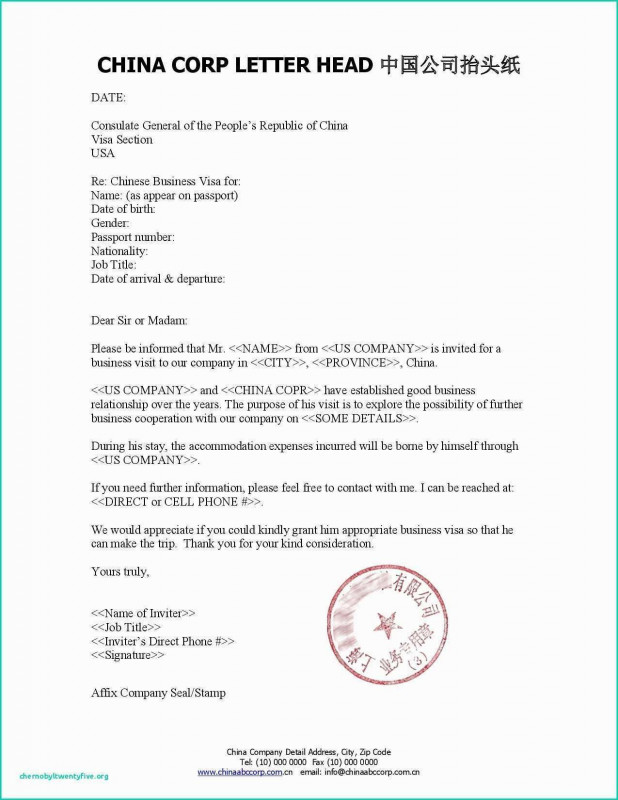 CHINA CORP LETTER HEAD 中国公司抬头纸
DATE:
Consulate General of the People's Republic of China
Visa Section
USA
Re: Chinese Business Visa for:
Name: (as appear on passport)
Date of birth:
Gender:
Passport number:
Nationality:
Job Title:
Date of arrival & departure:
Dear Sir or Madam:
Please be informed that Mr. <<NAME>> from <<US COMPANY>> is invited for a
business visit to our company in <<CITY>>, <<PROVINCE>>, China.
<<US COMPANY>> and <<CHINA COPR>> have established good business
relationship over the years. The purpose of his visit is to explore the possibility of further
business cooperation with our company on <<SOME DETAILS>>.
During his stay, the accommodation expenses incurred will be borne by himself through
<<US COMPANY>>.
If you need further information, please feel free to contact with me. I can be reached at:
<<DIRECT or CELL PHONE #>>.
We would appreciate if you could kindly grant him appropriate business visa so that he
can make the trip.  Thank you for your kind consideration.
Yours truly,
<<Name of Inviter>>
<<Job Title>>
<<Inviter's Direct Phone #>>
<<Signature>>
上海
有限公司
业务专用章
(3)
Affix Company Seal/Stamp
China Company Detail Address, City, Zip Code
Tel: (10) 000 0000  Fax (10) 000 0000
www.chinaabccorp.com.cn  email: info@chinaabccorp.com.cn
chernobyltwentyfive.org